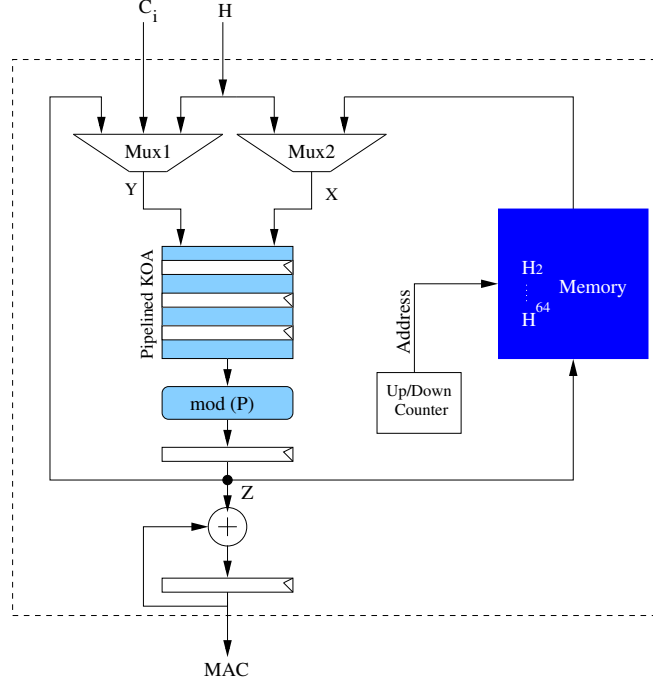 C_i H
Mux1 Mux2
Y X
Pipelined KOA
H2
Memory
H^64
Address
mod (P)
Up/Down
Counter
Z
+
MAC